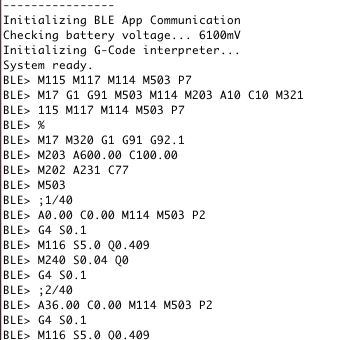 ----------------
Initializing BLE App Communication
Checking battery voltage... 6100mV
Initializing G-Code interpreter...
System ready.
BLE> M115 M117 M114 M503 P7
BLE> M17 G1 G91 M503 M114 M203 A10 C10 M321
BLE> 115 M117 M114 M503 P7
BLE> %
BLE> M17 M320 G1 G91 G92.1
BLE> M203 A600.00 C100.00
BLE> M202 A231 C77
BLE> M503
BLE> ;1/40
BLE> A0.00 C0.00 M114 M503 P2
BLE> G4 S0.1
BLE> M116 S5.0 Q0.409
BLE> M240 S0.04 Q0
BLE> G4 S0.1
BLE> ;2/40
BLE> A36.00 C0.00 M114 M503 P2
BLE> G4 S0.1
BLE> M116 S5.0 Q0.409